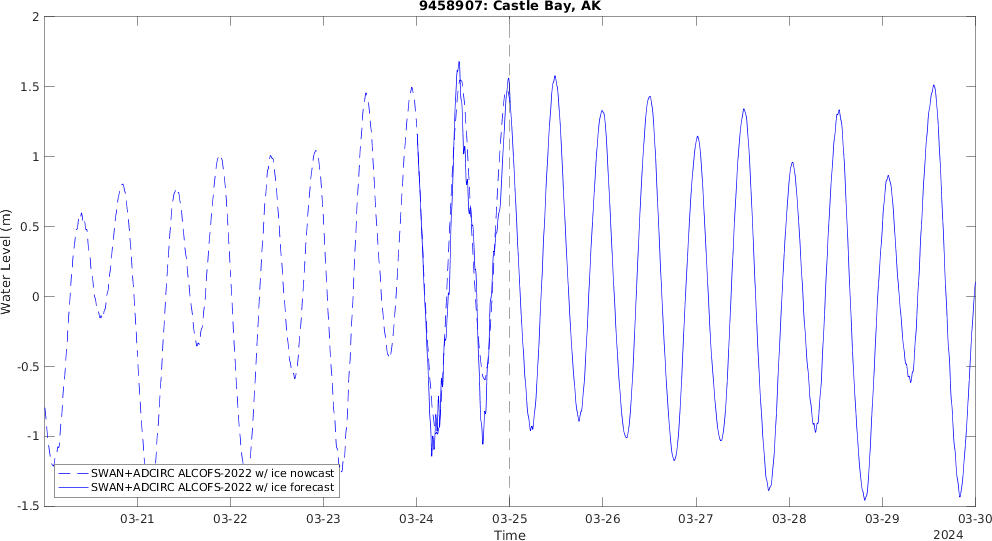 9458907: Castle Bay, AK
2
1.5
1
0.5
0
-0.5
-1
-1.5
Water Level (m)
SWAN+ADCIRC ALCOFS-2022 w/ ice nowcast
SWAN+ADCIRC ALCOFS-2022 w/ ice forecast
03-21 03-22 03-23 03-24 03-25 03-26 03-27 03-28 03-29 03-30
Time
2024